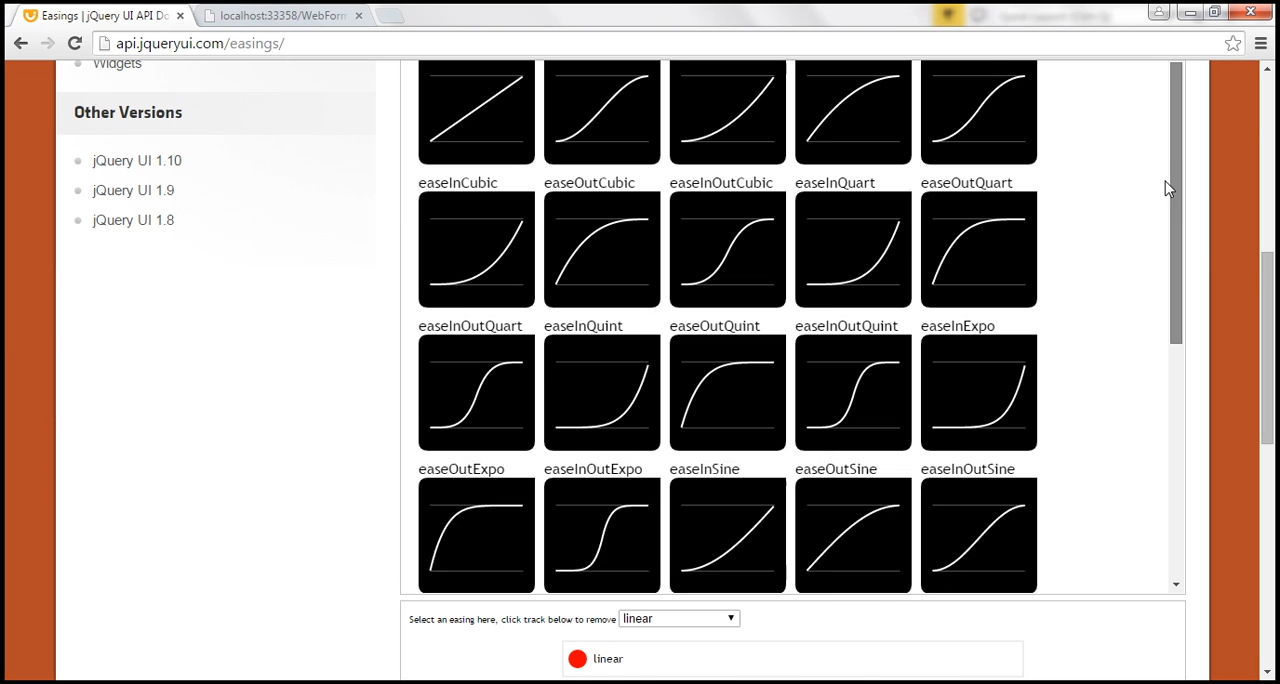 Easings | jQuery UI API Do
localhost:33358/WebForm
api.jqueryui.com/easings/
Widgets
Other Versions
jQuery UI 1.10
jQuery UI 1.9
jQuery UI 1.8
easeInCubic easeOutCubic easeInOutCubic easeInQuart easeOutQuart
easeInOutQuart easeInQuint easeOutQuint easeInOutQuint easeInExpo
easeOutExpo easeInOutExpo easeInSine easeOutSine easeInOutSine
Select an easing here, click track below to remove linear
linear